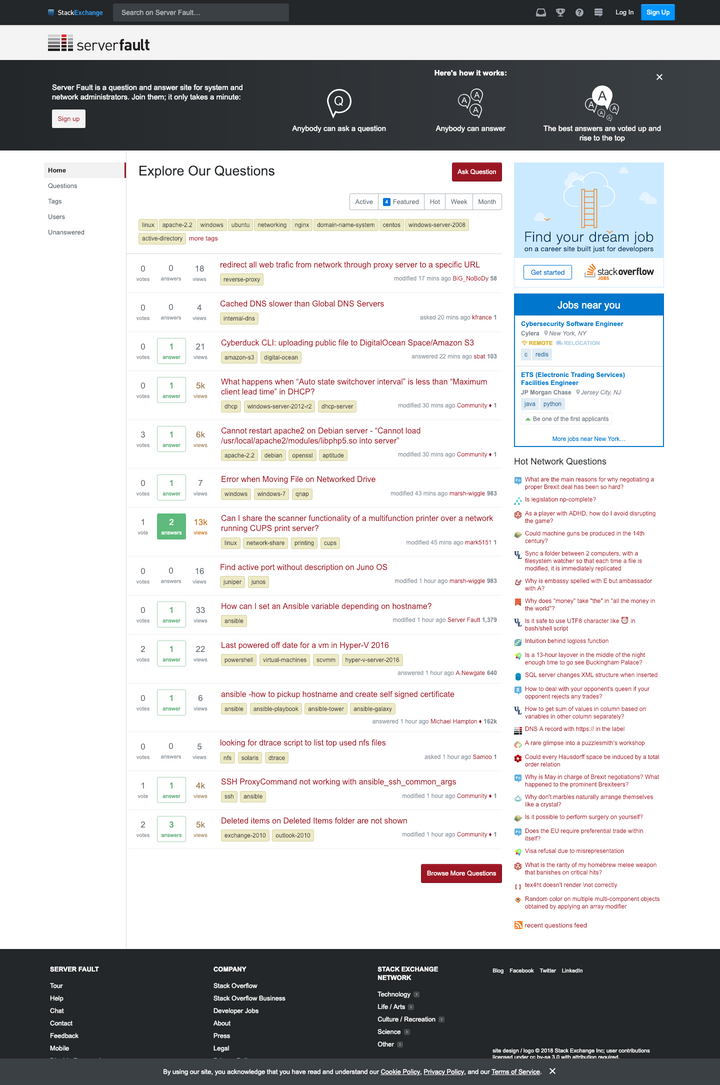 StackExchange
Search on Server Fault…
Log In
Sign Up
serverfault
Server Fault is a question and answer site for system and
network administrators. Join them; it only takes a minute:
Sign up
Here's how it works:
Q
Anybody can ask a question
A
A
A
Anybody can answer
A
A
A
A
The best answers are voted up and
rise to the top
Home
Questions
Tags
Users
Unanswered
Explore Our Questions
Ask Question
Active
4 Featured
Hot
Week
Month
linux apache-2.2 windows ubuntu networking nginx domain-name-system centos windows-server-2008
active-directory more tags
0 votes 0 answers 18 views
redirect all web trafic from network through proxy server to a specific URL
reverse-proxy
modified 17 mins ago BiG_NoBoDy 58
0 votes 0 answers 4 views
Cached DNS slower than Global DNS Servers
internal-dns
asked 20 mins ago kfrance 1
0 votes 1 answer 21 views
Cyberduck CLI: uploading public file to DigitalOcean Space/Amazon S3
amazon-s3 digital-ocean
answered 22 mins ago sbat 103
0 votes 1 answer 5k views
What happens when “Auto state switchover interval” is less than “Maximum
client lead time” in DHCP?
dhcp windows-server-2012-r2 dhcp-server
modified 30 mins ago Community ♦ 1
3 votes 1 answer 6k views
Cannot restart apache2 on Debian server - “Cannot load
/usr/local/apache2/modules/libphp5.so into server”
apache-2.2 debian openssl aptitude
modified 30 mins ago Community ♦ 1
0 votes 1 answer 7 views
Error when Moving File on Networked Drive
windows windows-7 qnap
modified 43 mins ago marsh-wiggle 983
1 vote 2 answers 13k views
Can I share the scanner functionality of a multifunction printer over a network
running CUPS print server?
linux network-share printing cups
modified 45 mins ago mark5151 1
0 votes 0 answers 16 views
Find active port without description on Juno OS
juniper junos
modified 1 hour ago marsh-wiggle 983
0 votes 1 answer 33 views
How can I set an Ansible variable depending on hostname?
ansible
modified 1 hour ago Server Fault 1,379
2 votes 1 answer 22 views
Last powered off date for a vm in Hyper-V 2016
powershell virtual-machines scvmm hyper-v-server-2016
answered 1 hour ago A.Newgate 640
0 votes 1 answer 6 views
ansible -how to pickup hostname and create self signed certificate
ansible ansible-playbook ansible-tower ansible-galaxy
answered 1 hour ago Michael Hampton ♦ 162k
0 votes 0 answers 5 views
looking for dtrace script to list top used nfs files
nfs solaris dtrace
asked 1 hour ago Samoo 1
1 vote 1 answer 4k views
SSH ProxyCommand not working with ansible_ssh_common_args
ssh ansible
modified 1 hour ago Community ♦ 1
2 votes 3 answers 5k views
Deleted items on Deleted Items folder are not shown
exchange-2010 outlook-2010
modified 1 hour ago Community ♦ 1
Browse More Questions
Find your dream job
on a career site built just for developers
Get started
stackoverflow
JOBS
Jobs near you
Cybersecurity Software Engineer
Cylera New York, NY
REMOTE RELOCATION
c redis
ETS (Electronic Trading Services)
Facilities Engineer
JP Morgan Chase Jersey City, NJ
java python
Be one of the first applicants
More jobs near New York…
Hot Network Questions
What are the main reasons for why negotiating a
proper Brexit deal has been so hard?
Is legislation np-complete?
As a player with ADHD, how do I avoid disrupting
the game?
Could machine guns be produced in the 14th
century?
Sync a folder between 2 computers, with a
filesystem watcher so that each time a file is
modified, it is immediately replicated
Why is embassy spelled with E but ambassador
with A?
Why does "money" take "the" in "all the money in
the world"?
Is it safe to use UTF8 character like ⏰ in
bash/shell script
Intuition behind logloss function
Is a 13-hour layover in the middle of the night
enough time to go see Buckingham Palace?
SQL server changes XML structure when inserted
How to deal with your opponent's queen if your
opponent rejects any trades?
How to get sum of values in column based on
variables in other column separately?
DNS A record with https:// in the label
A rare glimpse into a puzzlesmith's workshop
Could every Hausdorff space be induced by a total
order relation
Why is May in charge of Brexit negotiations? What
happened to the prominent Brexiteers?
Why don't marbles naturally arrange themselves
like a crystal?
Is it possible to perform surgery on yourself?
Does the EU require preferential trade within
itself?
Visa refusal due to misrepresentation
What is the rarity of my homebrew melee weapon
that banishes on critical hits?
tex4ht doesn't render \not correctly
Random color on multiple multi-component objects
obtained by applying an array modifier
recent questions feed
SERVER FAULT
Tour
Help
Chat
Contact
Feedback
Mobile
COMPANY
Stack Overflow
Stack Overflow Business
Developer Jobs
About
Press
Legal
STACK EXCHANGE
NETWORK
Technology
Life / Arts
Culture / Recreation
Science
Other
Blog Facebook Twitter LinkedIn
site design / logo © 2018 Stack Exchange Inc; user contributions
licensed under cc by-sa 3.0 with attribution required.
By using our site, you acknowledge that you have read and understand our Cookie Policy, Privacy Policy, and our Terms of Service.